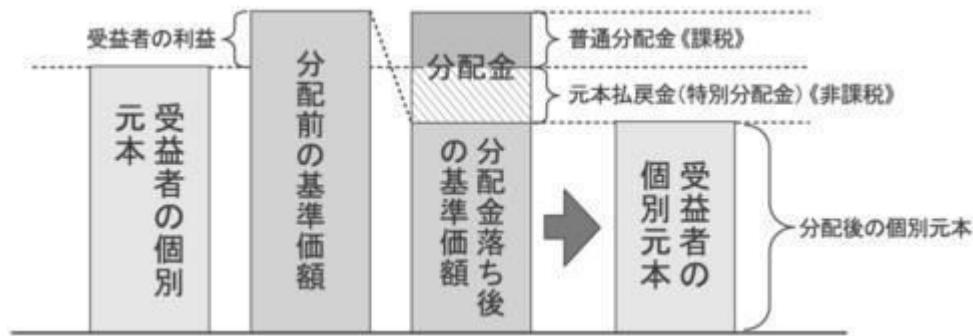 受益者の利益
受益者の個別
元本
分配前の基準価額
分配金
分配金落ち後
の基準価額
普通分配金《課税》
元本払戻金(特別分配金)《非課税》
受益者の
個別元本
分配後の個別元本